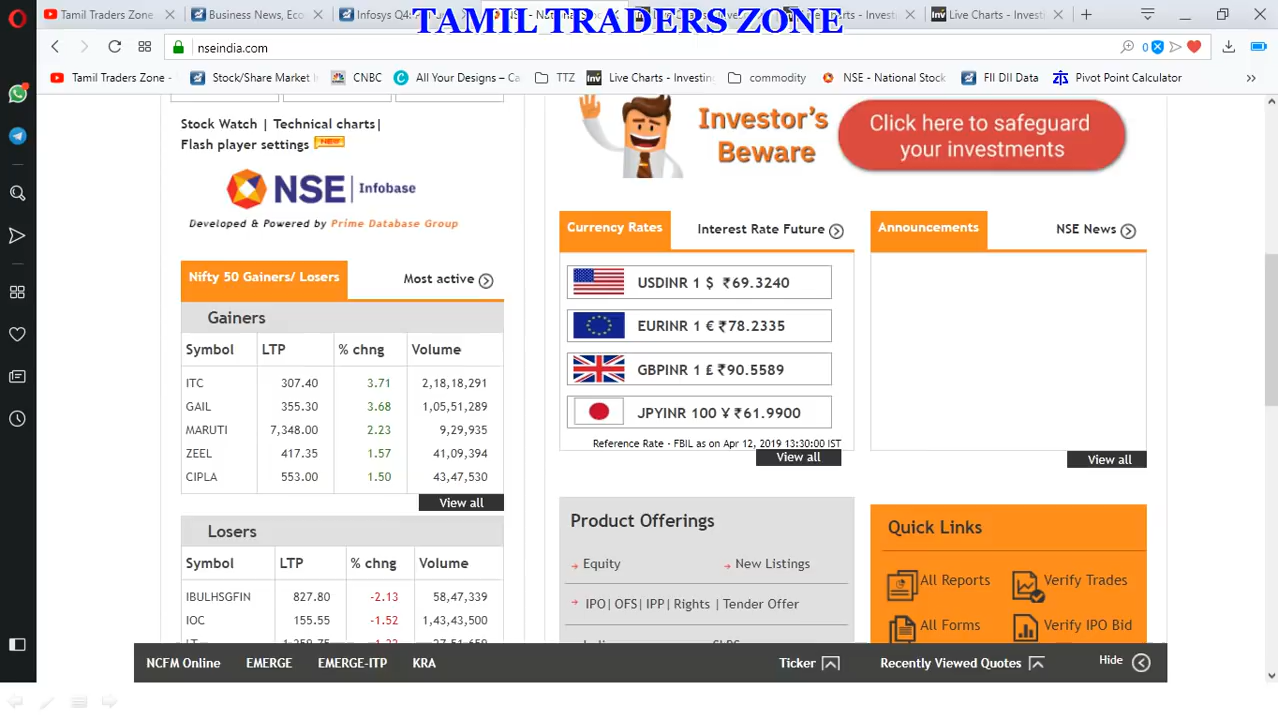 TAMIL TRADERS ZONE
Tamil Traders Zone
Business News, Eco
Infosys Q4
Live Charts - Investi
nseindia.com
0
Tamil Traders Zone -
Stock/Share Market I
CNBC
All Your Designs – Ca
TTZ
Live Charts - Investing
commodity
NSE - National Stock
FII DII Data
Pivot Point Calculator
Stock Watch | Technical charts|
Flash player settings NEW
NSE Infobase
Developed & Powered by Prime Database Group
Investor's
Beware
Click here to safeguard
your investments
Nifty 50 Gainers/ Losers
Most active
Gainers
Symbol LTP % chng Volume
ITC 307.40 3.71 2,18,18,291
GAIL 355.30 3.68 1,05,51,289
MARUTI 7,348.00 2.23 9,29,935
ZEEL 417.35 1.57 41,09,394
CIPLA 553.00 1.50 43,47,530
View all
Losers
Symbol LTP % chng Volume
IBULHSGFIN 827.80 -2.13 58,47,339
IOC 155.55 -1.52 1,43,43,500
Currency Rates
Interest Rate Future
USDINR 1 $ ₹69.3240
EURINR 1 € ₹78.2335
GBPINR 1 £ ₹90.5589
JPYINR 100 ¥ ₹61.9900
Reference Rate - FBIL as on Apr 12, 2019 13:30:00 IST
View all
Announcements
NSE News
View all
Product Offerings
Equity
New Listings
IPO| OFS| IPP | Rights | Tender Offer
Quick Links
All Reports
Verify Trades
All Forms
Verify IPO Bid
NCFM Online
EMERGE
EMERGE-ITP
KRA
Ticker
Recently Viewed Quotes
Hide